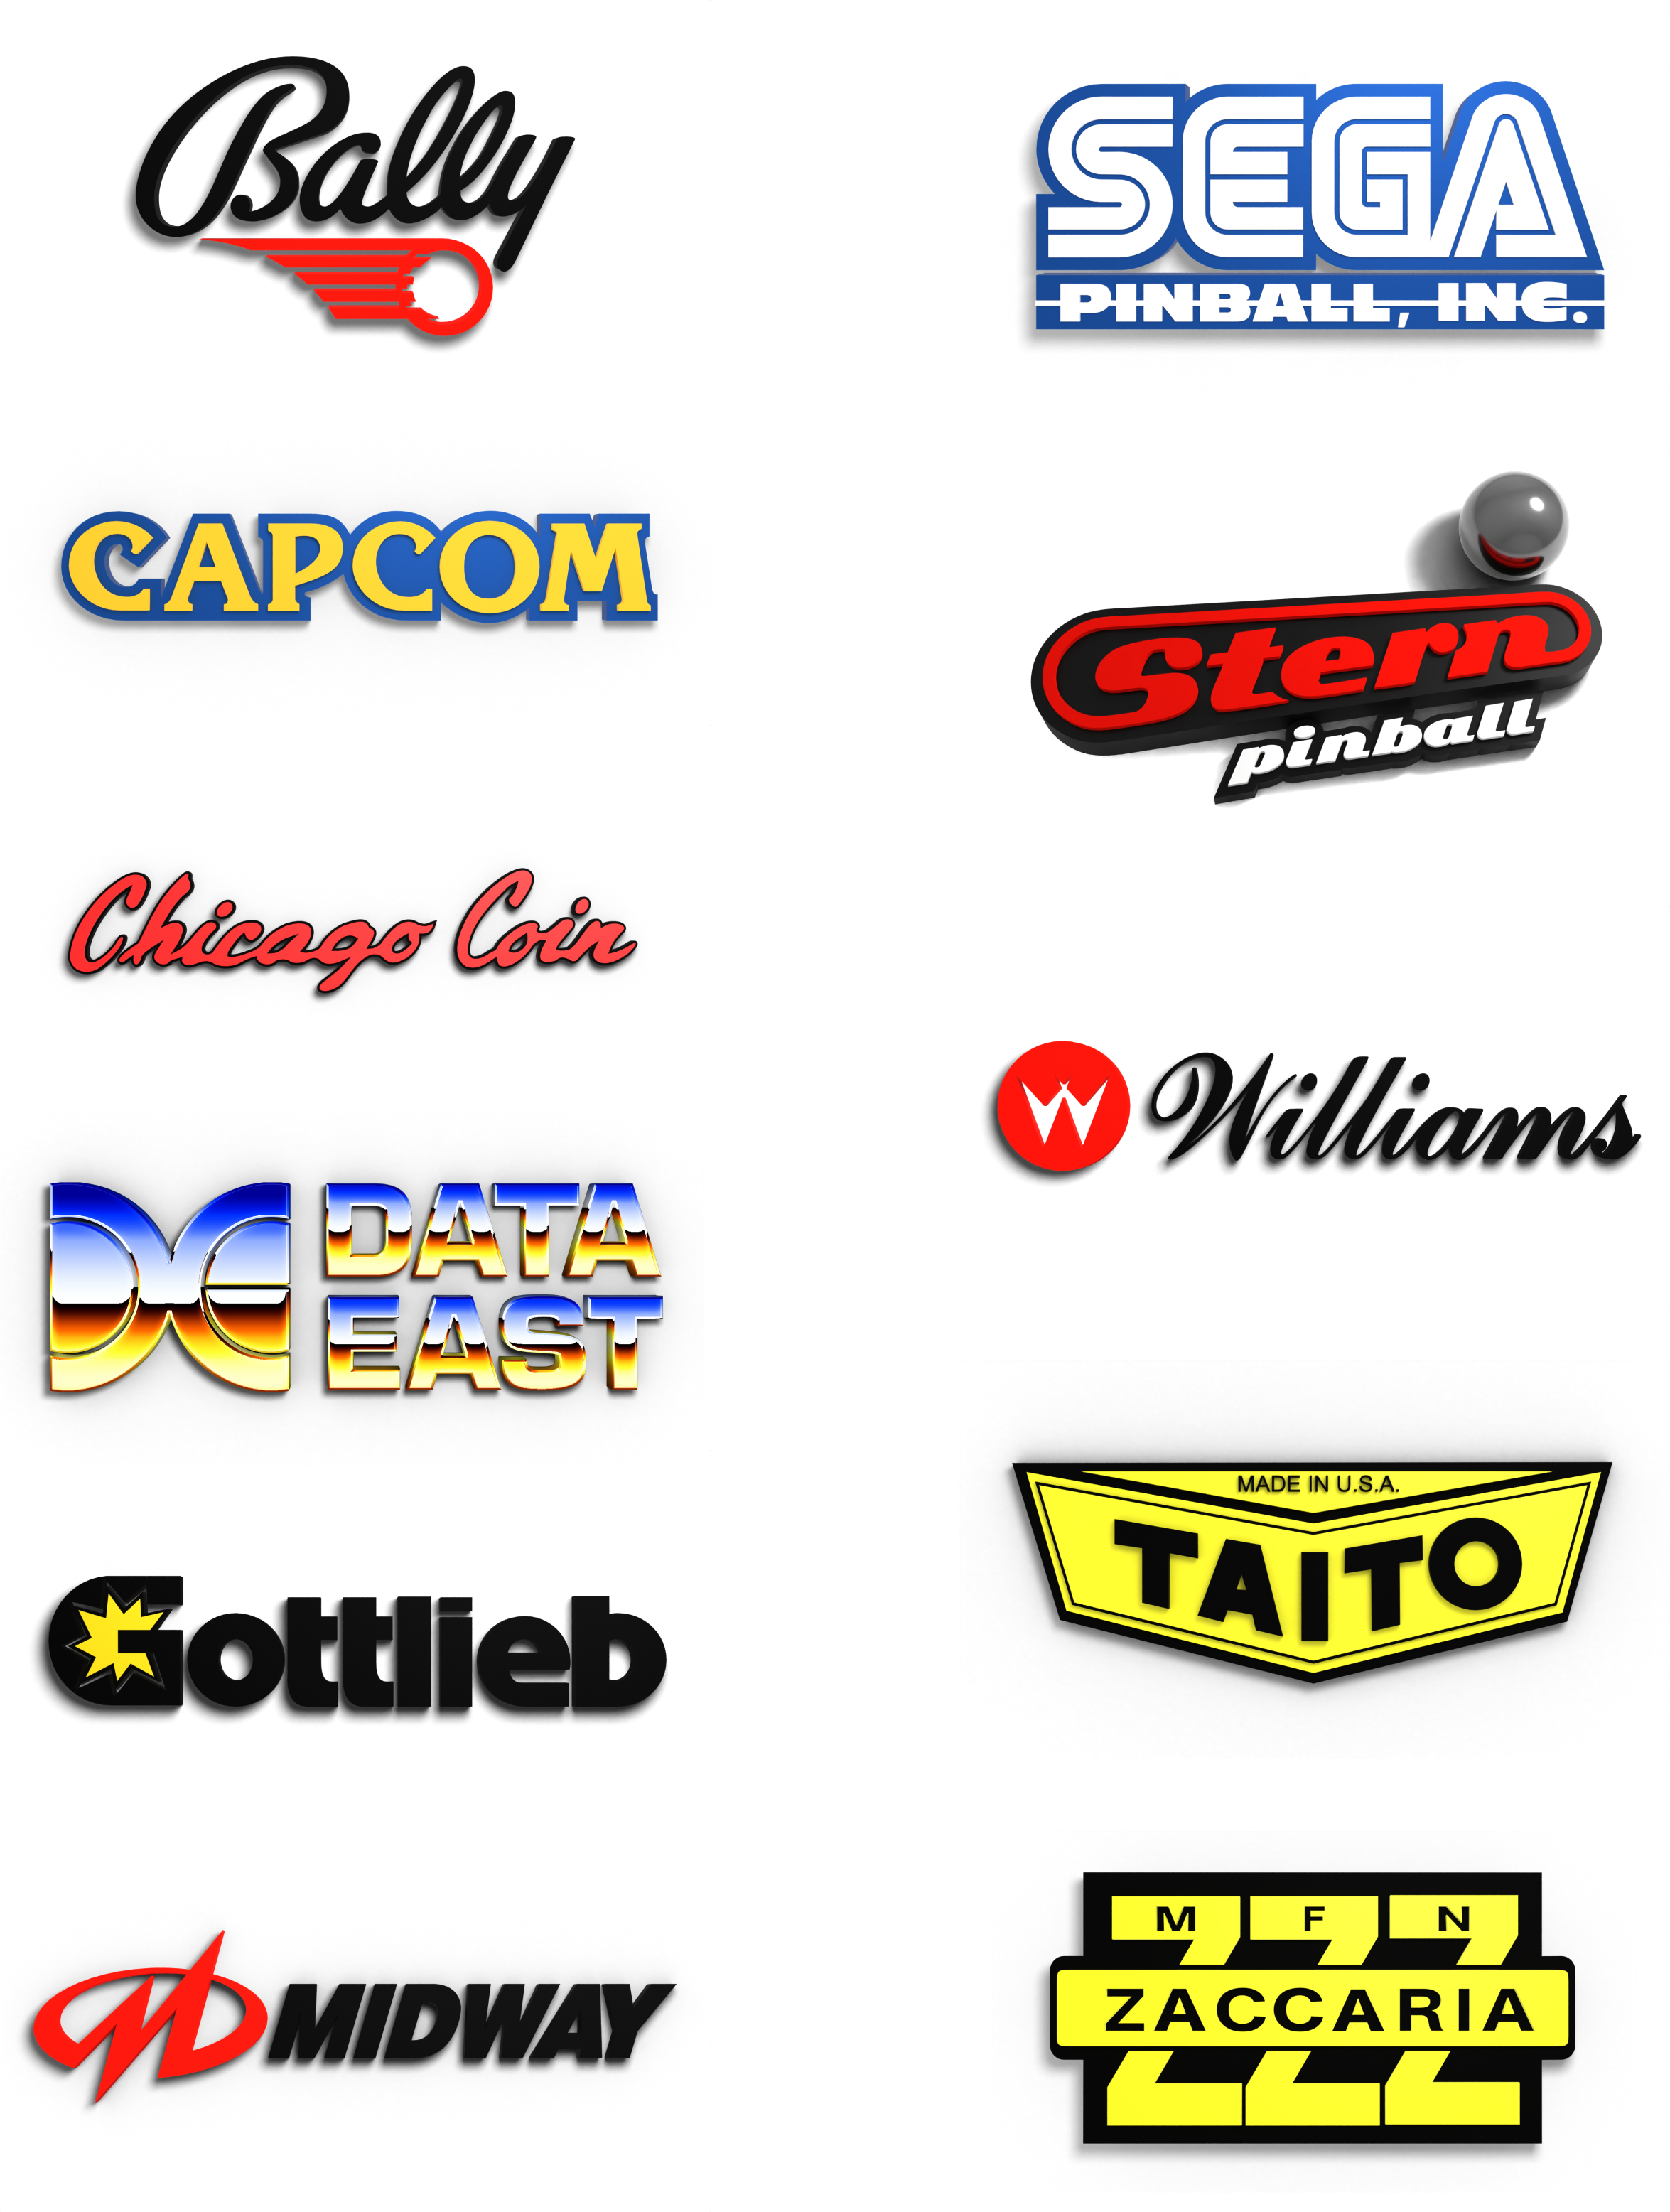 Bally
CAPCOM
Chicago Coin
DATA
EAST
Gottlieb
MIDWAY
SEGA
PINBALL, INC.
Stern
pinball
W Williams
MADE IN U.S.A.
TAITO
M F N
ZACCARIA